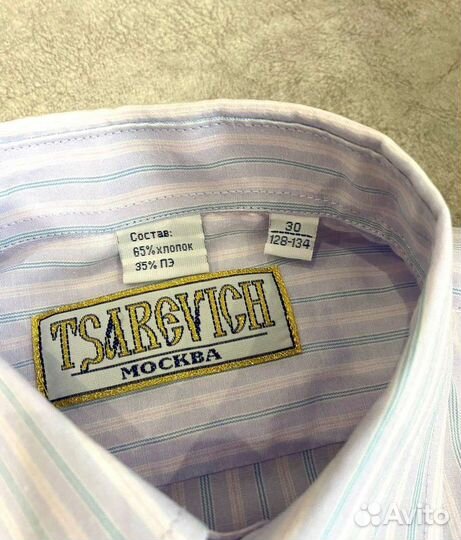 Состав:
65% хлопок
35% ПЭ
30
128-134
TSAREVICH
МОСКВА
Avito